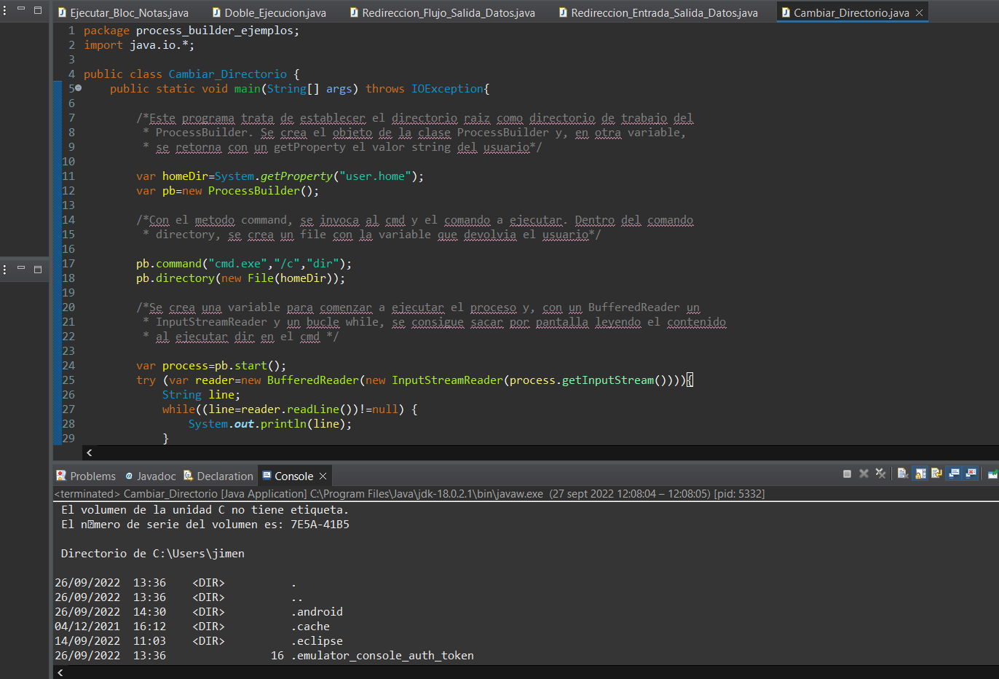 Ejecutar_Bloc_Notas.java Doble_Ejecucion.java Redireccion_Flujo_Salida_Datos.java Redireccion_Entrada_Salida_Datos.java Cambiar_Directorio.java
1 package process_builder_ejemplos;
2 import java.io.*;
3
4 public class Cambiar_Directorio {
5 public static void main(String[] args) throws IOException{
6
7 /*Este programa trata de establecer el directorio raiz como directorio de trabajo del
8 * ProcessBuilder. Se crea el objeto de la clase ProcessBuilder y, en otra variable,
9 * se retorna con un getProperty el valor string del usuario*/
10
11 var homeDir=System.getProperty("user.home");
12 var pb=new ProcessBuilder();
13
14 /*Con el metodo command, se invoca al cmd y el comando a ejecutar. Dentro del comando
15 * directory, se crea un file con la variable que devolvia el usuario*/
16
17 pb.command("cmd.exe","/c","dir");
18 pb.directory(new File(homeDir));
19
20 /*Se crea una variable para comenzar a ejecutar el proceso y, con un BufferedReader un
21 * InputStreamReader y un bucle while, se consigue sacar por pantalla leyendo el contenido
22 * al ejecutar dir en el cmd */
23
24 var process=pb.start();
25 try (var reader=new BufferedReader(new InputStreamReader(process.getInputStream()))){
26 String line;
27 while((line=reader.readLine())!=null) {
28 System.out.println(line);
29 }
Problems Javadoc Declaration Console
<terminated> Cambiar_Directorio [Java Application] C:\Program Files\Java\jdk-18.0.2.1\bin\javaw.exe (27 sept 2022 12:08:04 – 12:08:05) [pid: 5332]
El volumen de la unidad C no tiene etiqueta.
El n�mero de serie del volumen es: 7E5A-41B5
Directorio de C:\Users\jimen
26/09/2022 13:36 <DIR> .
26/09/2022 13:36 <DIR> ..
26/09/2022 14:30 <DIR> .android
04/12/2021 16:12 <DIR> .cache
14/09/2022 11:03 <DIR> .eclipse
26/09/2022 13:36 16 .emulator_console_auth_token